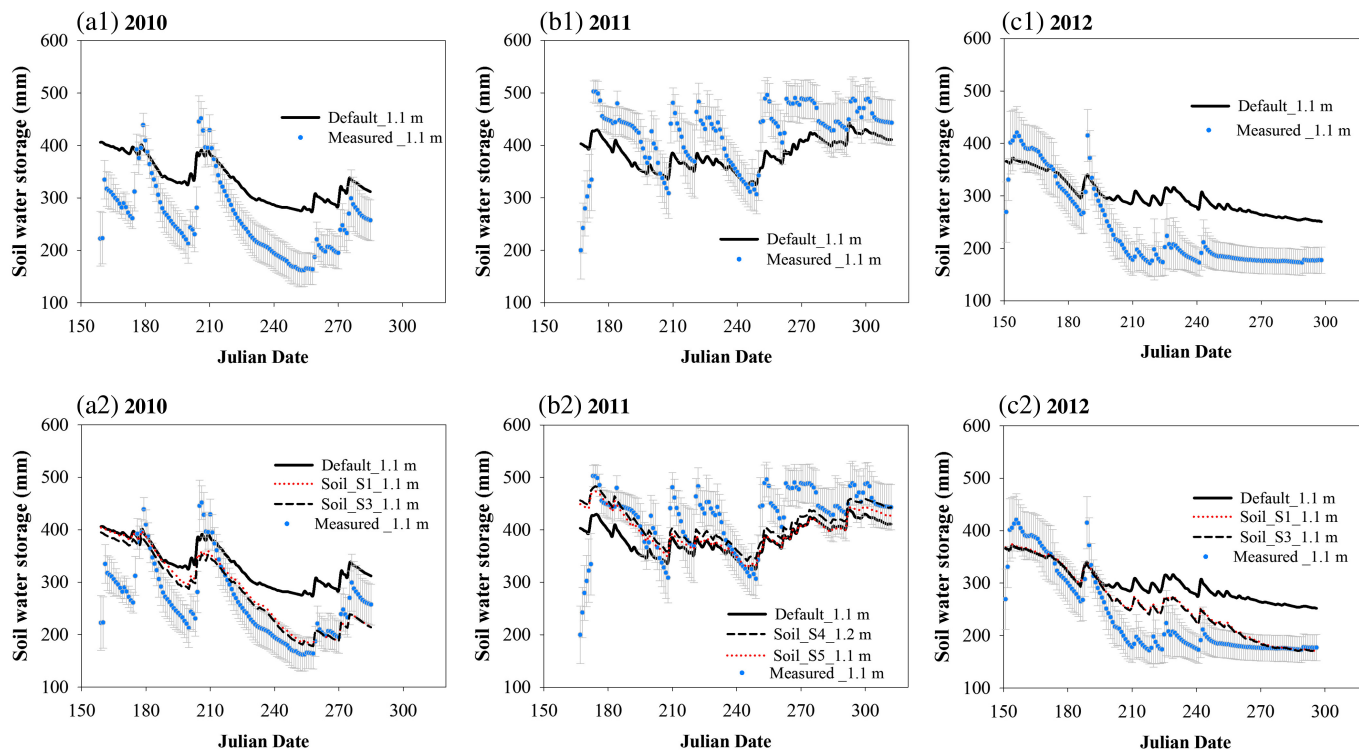 (a1) 2010
Soil water storage (mm)
600
500
400
300
200
100
150
180
210
240
270
300
Julian Date
Default_1.1 m
Measured _1.1 m
(b1) 2011
Soil water storage (mm)
600
500
400
300
200
100
150
180
210
240
270
300
Julian Date
Default_1.1 m
Measured _1.1 m
(c1) 2012
Soil water storage (mm)
600
500
400
300
200
100
150
180
210
240
270
300
Julian Date
Default_1.1 m
Measured _1.1 m
(a2) 2010
Soil water storage (mm)
600
500
400
300
200
100
150
180
210
240
270
300
Julian Date
Default_1.1 m
Soil_S1_1.1 m
Soil_S3_1.1 m
Measured _1.1 m
(b2) 2011
Soil water storage (mm)
600
500
400
300
200
100
150
180
210
240
270
300
Julian Date
Default_1.1 m
Soil_S4_1.2 m
Soil_S5_1.1 m
Measured _1.1 m
(c2) 2012
Soil water storage (mm)
600
500
400
300
200
100
150
180
210
240
270
300
Julian Date
Default_1.1 m
Soil_S1_1.1 m
Soil_S3_1.1 m
Measured _1.1 m